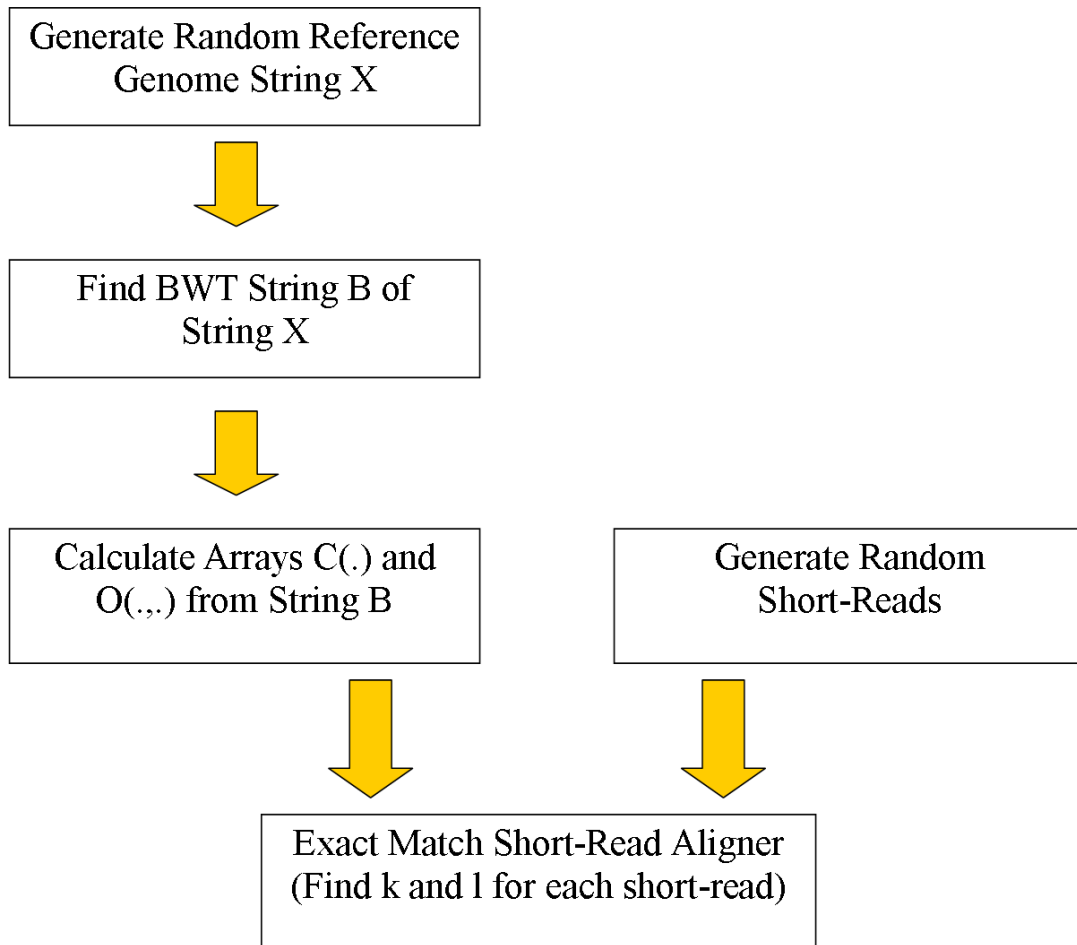 Generate Random Reference
Genome String X
Find BWT String B of
String X
Calculate Arrays C(.) and
O(.,.) from String B
Generate Random
Short-Reads
Exact Match Short-Read Aligner
(Find k and l for each short-read)